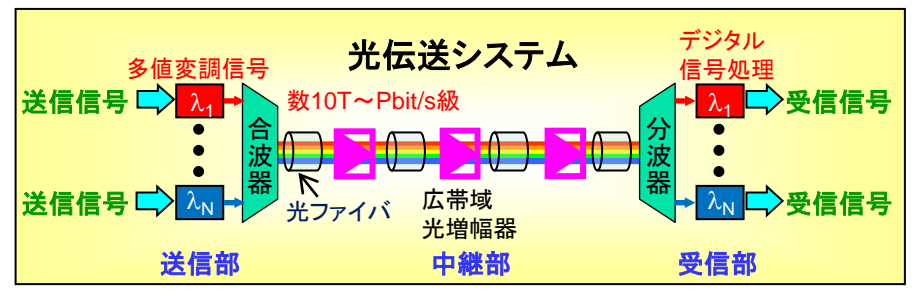 光伝送システム
多値変調信号
デジタル
信号処理
送信信号
λ1
数10T～Pbit/s級
λ1
受信信号
合波器
分波器
送信信号
λN
光ファイバ
広帯域
光増幅器
λN
受信信号
送信部
中継部
受信部